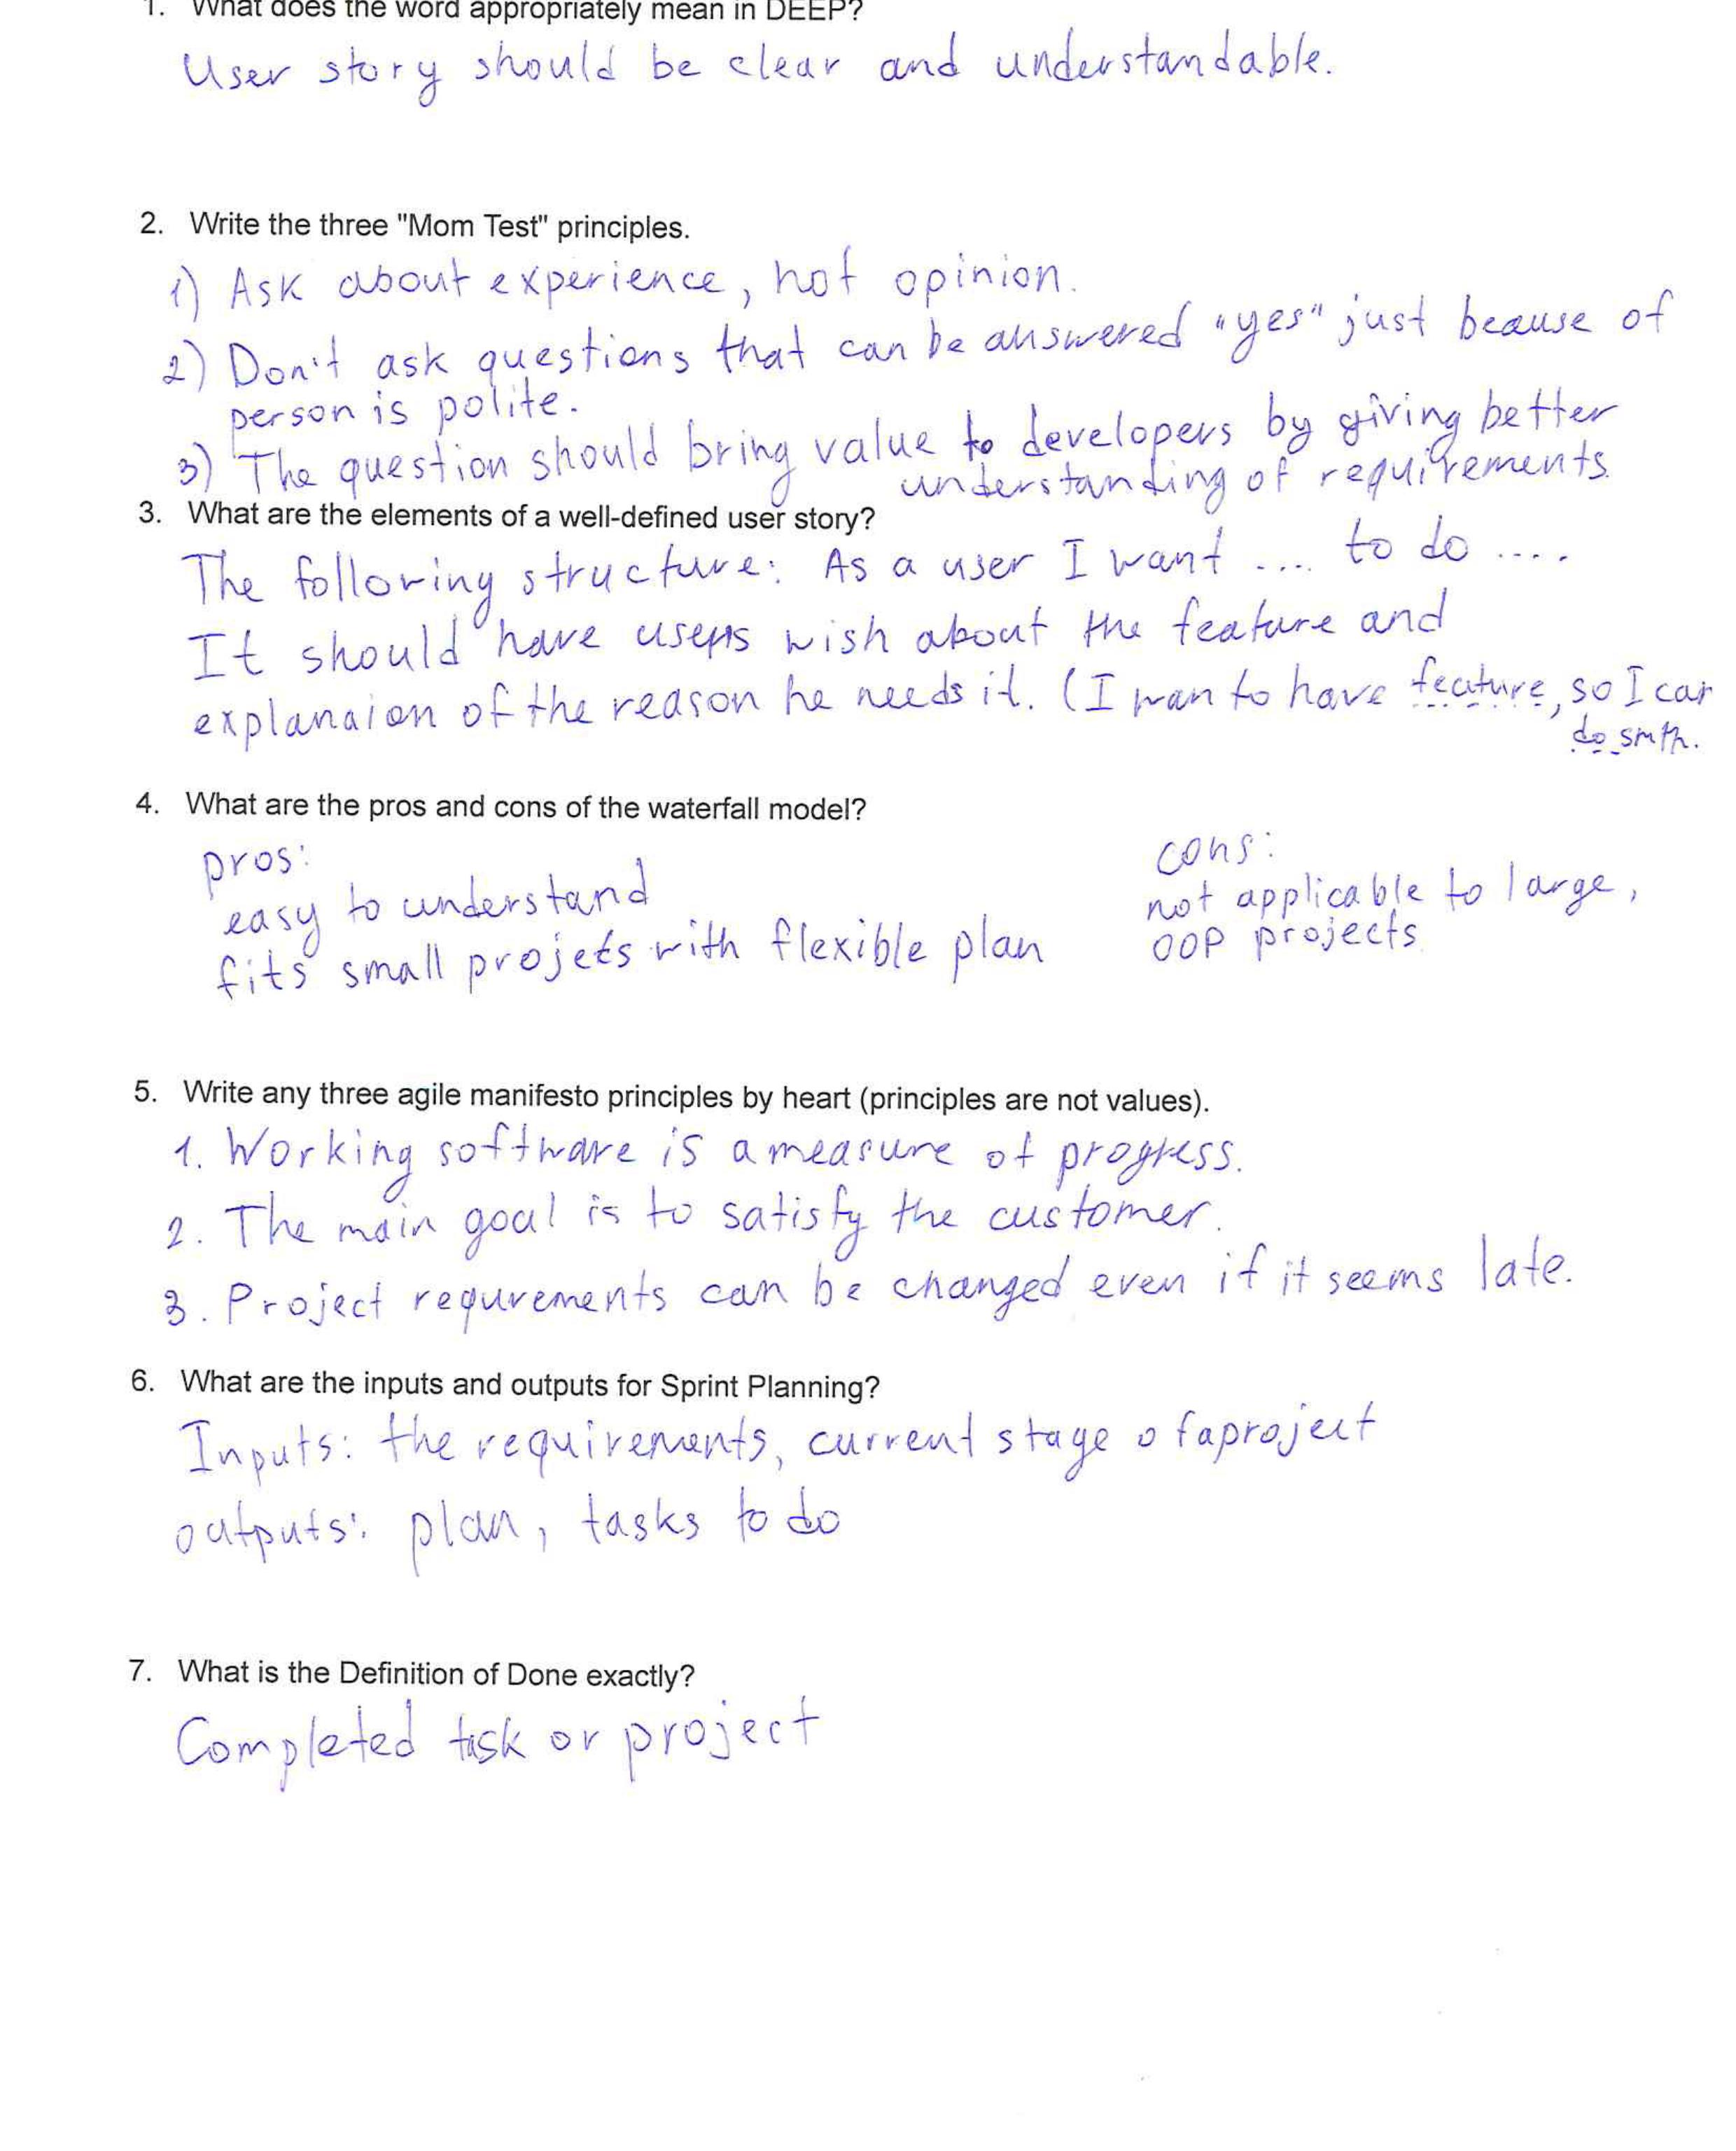 1. What does the word appropriately mean in DEEP?
User story should be clear and understandable.
2. Write the three "Mom Test" principles.
1) Ask about experience, not opinion.
2) Don't ask questions that can be answered "yes" just beause of
person is polite.
3) The question should bring value to developers by giving better
understanding of requirements.
3. What are the elements of a well-defined user story?
The following structure: As a user I want .... to do ....
It should have users wish about the feature and
explanaion of the reason he needs it. (I wan to have feature, so I can
do smth.
4. What are the pros and cons of the waterfall model?
pros:
easy to understand
fits small projets with flexible plan
cons:
not applicable to large,
OOP projects
5. Write any three agile manifesto principles by heart (principles are not values).
1. Working software is a measure of progress.
2. The main goal is to satisfy the customer.
3. Project requrements can be changed even if it seems late.
6. What are the inputs and outputs for Sprint Planning?
Inputs: the requirements, current stage of a project
outputs: plan, tasks to do
7. What is the Definition of Done exactly?
Completed task or project